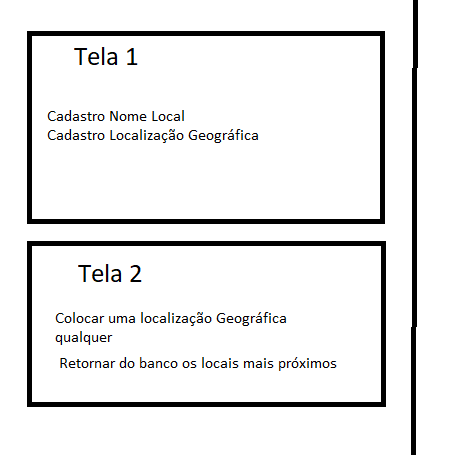 Tela 1
Cadastro Nome Local
Cadastro Localização Geográfica
Tela 2
Colocar uma localização Geográfica
qualquer
Retornar do banco os locais mais próximos